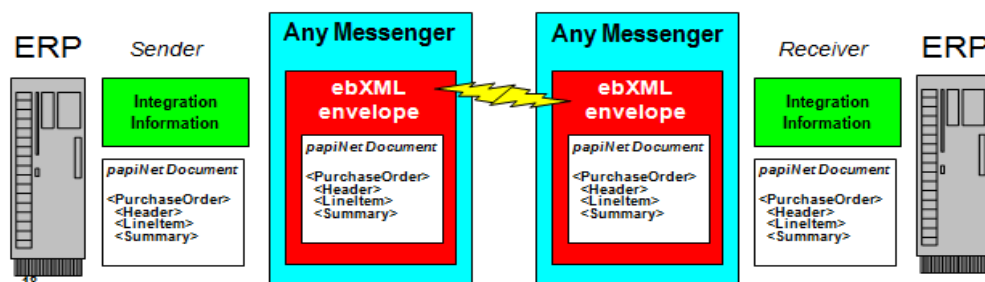 ERP
Sender
Integration
Information
papiNet Document
<PurchaseOrder>
<Header>
<LineItem>
<Summary>
Any Messenger
ebXML
envelope
papiNet Document
<PurchaseOrder>
<Header>
<LineItem>
<Summary>
Any Messenger
ebXML
envelope
papiNet Document
<PurchaseOrder>
<Header>
<LineItem>
<Summary>
Receiver
Integration
Information
papiNet Document
<PurchaseOrder>
<Header>
<LineItem>
<Summary>
ERP